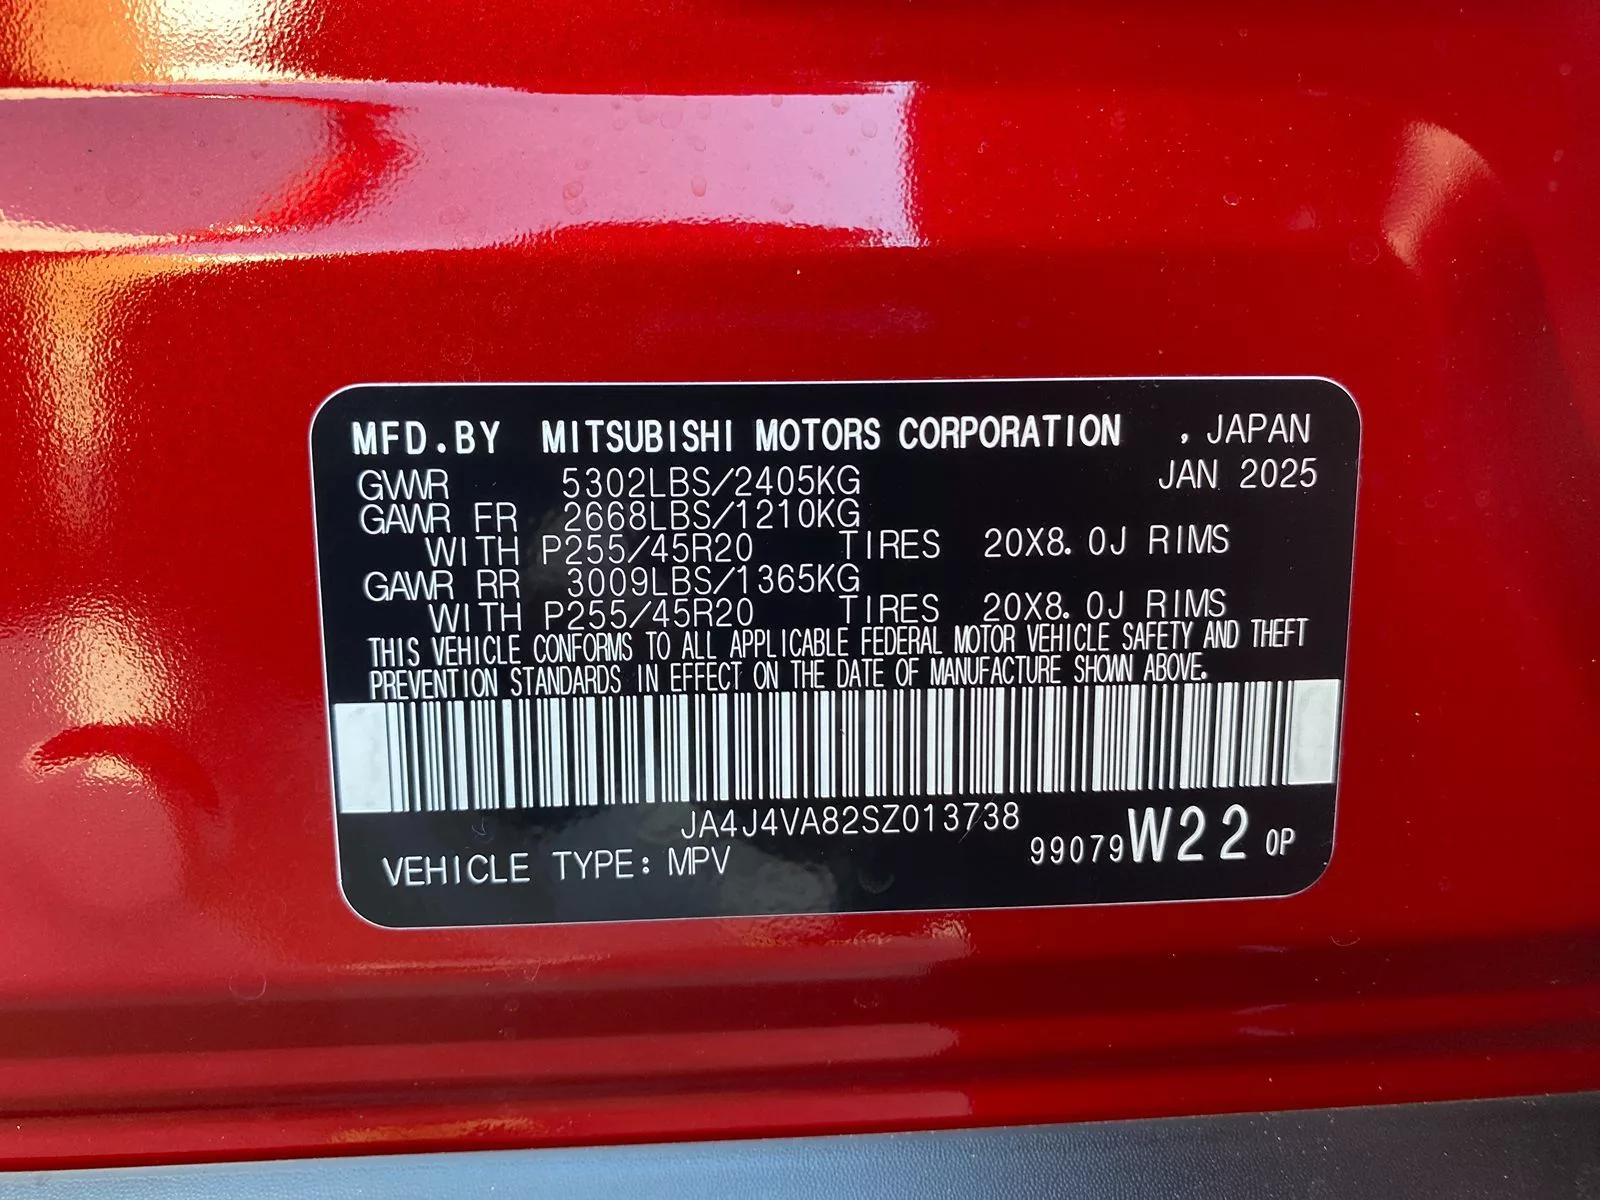 MFD.BY MITSUBISHI MOTORS CORPORATION , JAPAN
GVWR 5302LBS/2405KG JAN 2025
GAWR FR 2668LBS/1210KG
WITH P255/45R20 TIRES 20X8.0J RIMS
GAWR RR 3009LBS/1365KG
WITH P255/45R20 TIRES 20X8.0J RIMS
THIS VEHICLE CONFORMS TO ALL APPLICABLE FEDERAL MOTOR VEHICLE SAFETY AND THEFT
PREVENTION STANDARDS IN EFFECT ON THE DATE OF MANUFACTURE SHOWN ABOVE.
JA4J4VA82SZ013738
VEHICLE TYPE: MPV 99079W22 0P